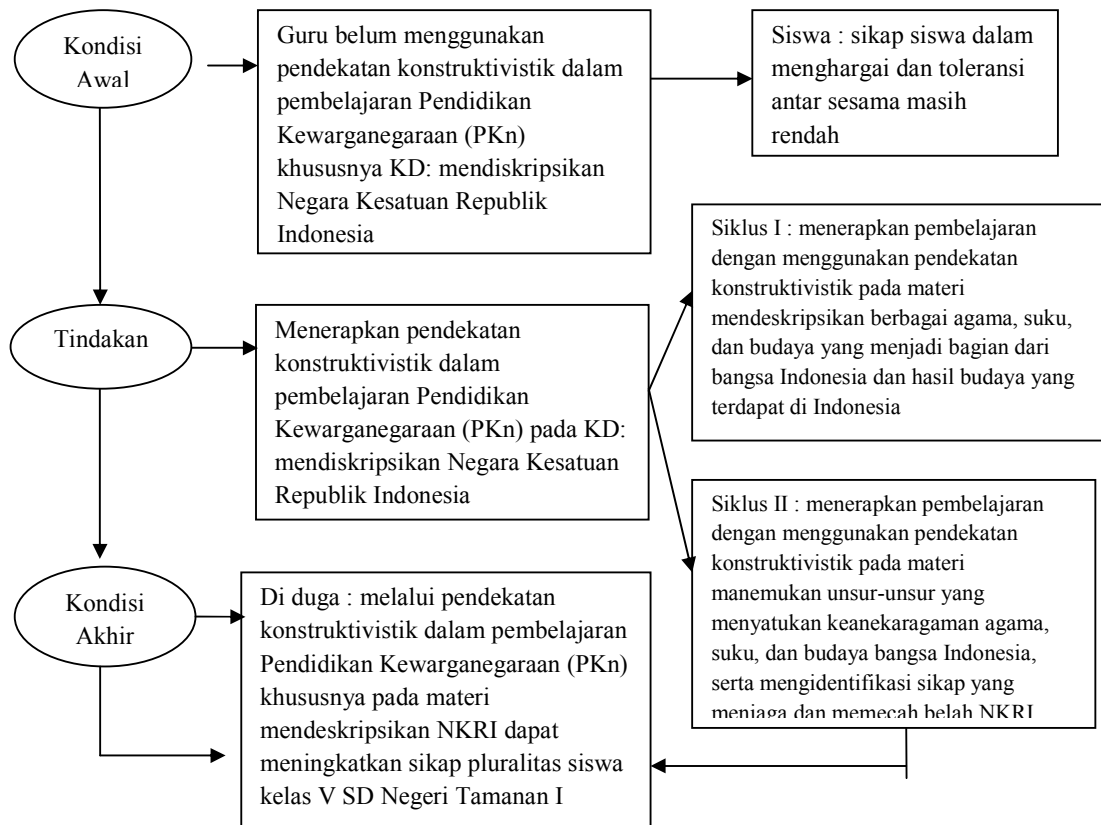 Kondisi
Awal
Guru belum menggunakan
pendekatan konstruktivistik dalam
pembelajaran Pendidikan
Kewarganegaraan (PKn)
khususnya KD: mendiskripsikan
Negara Kesatuan Republik
Indonesia
Siswa : sikap siswa dalam
menghargai dan toleransi
antar sesama masih
rendah
Tindakan
Menerapkan pendekatan
konstruktivistik dalam
pembelajaran Pendidikan
Kewarganegaraan (PKn) pada KD:
mendiskripsikan Negara Kesatuan
Republik Indonesia
Siklus I : menerapkan pembelajaran
dengan menggunakan pendekatan
konstruktivistik pada materi
mendeskripsikan berbagai agama, suku,
dan budaya yang menjadi bagian dari
bangsa Indonesia dan hasil budaya yang
terdapat di Indonesia
Siklus II : menerapkan pembelajaran
dengan menggunakan pendekatan
konstruktivistik pada materi
manemukan unsur-unsur yang
menyatukan keanekaragaman agama,
suku, dan budaya bangsa Indonesia,
serta mengidentifikasi sikap yang
menjaga dan memecah belah NKRI
Kondisi
Akhir
Di duga : melalui pendekatan
konstruktivistik dalam pembelajaran
Pendidikan Kewarganegaraan (PKn)
khususnya pada materi
mendeskripsikan NKRI dapat
meningkatkan sikap pluralitas siswa
kelas V SD Negeri Tamanan I